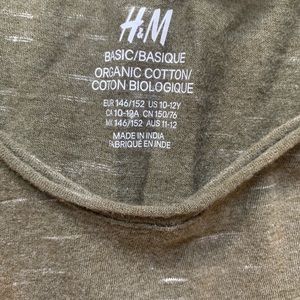 H&M
BASIC/BASIQUE
ORGANIC COTTON/
COTON BIOLOGIQUE
EUR 146/152 US 10-12Y
CA 10-12A CN 150/76
MX 146/152 AUS 11-12
MADE IN INDIA
FABRIQUÉ EN INDE